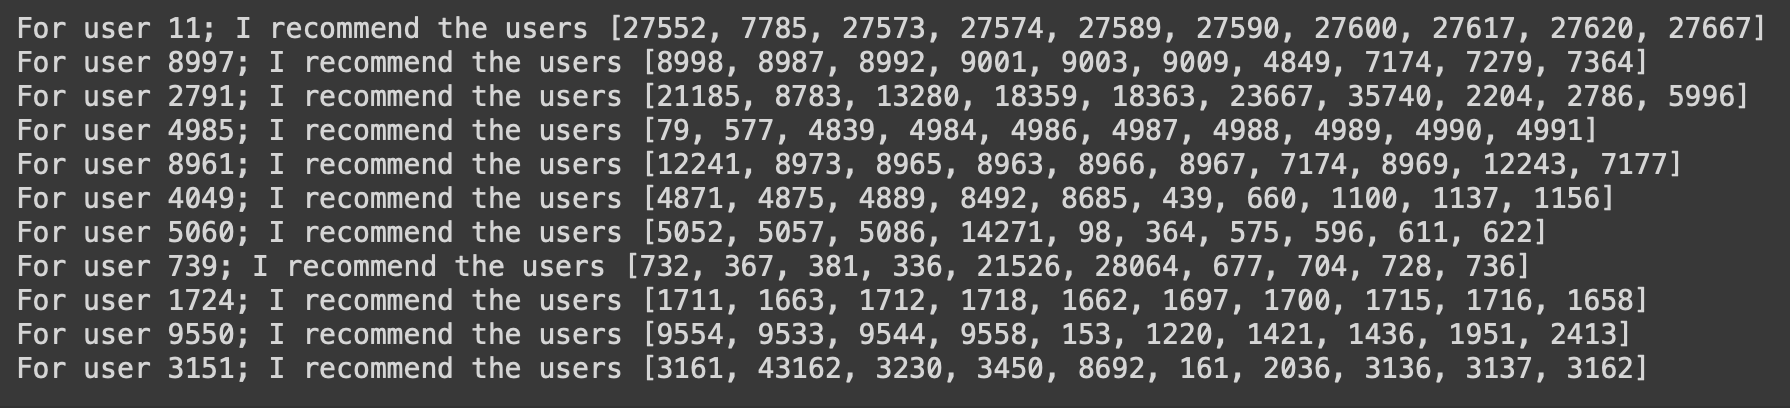 For user 11; I recommend the users [27552, 7785, 27573, 27574, 27589, 27590, 27600, 27617, 27620, 27667]
For user 8997; I recommend the users [8998, 8987, 8992, 9001, 9003, 9009, 4849, 7174, 7279, 7364]
For user 2791; I recommend the users [21185, 8783, 13280, 18359, 18363, 23667, 35740, 2204, 2786, 5996]
For user 4985; I recommend the users [79, 577, 4839, 4984, 4986, 4987, 4988, 4989, 4990, 4991]
For user 8961; I recommend the users [12241, 8973, 8965, 8963, 8966, 8967, 7174, 8969, 12243, 7177]
For user 4049; I recommend the users [4871, 4875, 4889, 8492, 8685, 439, 660, 1100, 1137, 1156]
For user 5060; I recommend the users [5052, 5057, 5086, 14271, 98, 364, 575, 596, 611, 622]
For user 739; I recommend the users [732, 367, 381, 336, 21526, 28064, 677, 704, 728, 736]
For user 1724; I recommend the users [1711, 1663, 1712, 1718, 1662, 1697, 1700, 1715, 1716, 1658]
For user 9550; I recommend the users [9554, 9533, 9544, 9558, 153, 1220, 1421, 1436, 1951, 2413]
For user 3151; I recommend the users [3161, 43162, 3230, 3450, 8692, 161, 2036, 3136, 3137, 3162]